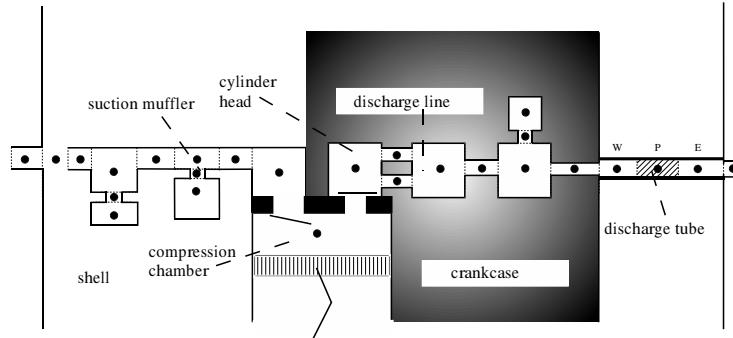 cylinder
head
suction muffler
discharge line
W P E
discharge tube
compression
chamber
shell
crankcase